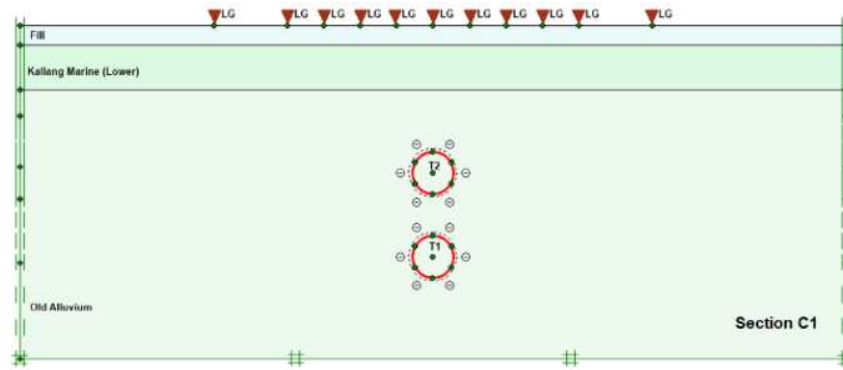 LG LG LG LG LG LG LG LG LG LG LG
Fill
Kallang Marine (Lower)
T2
T1
Old Alluvium
Section C1